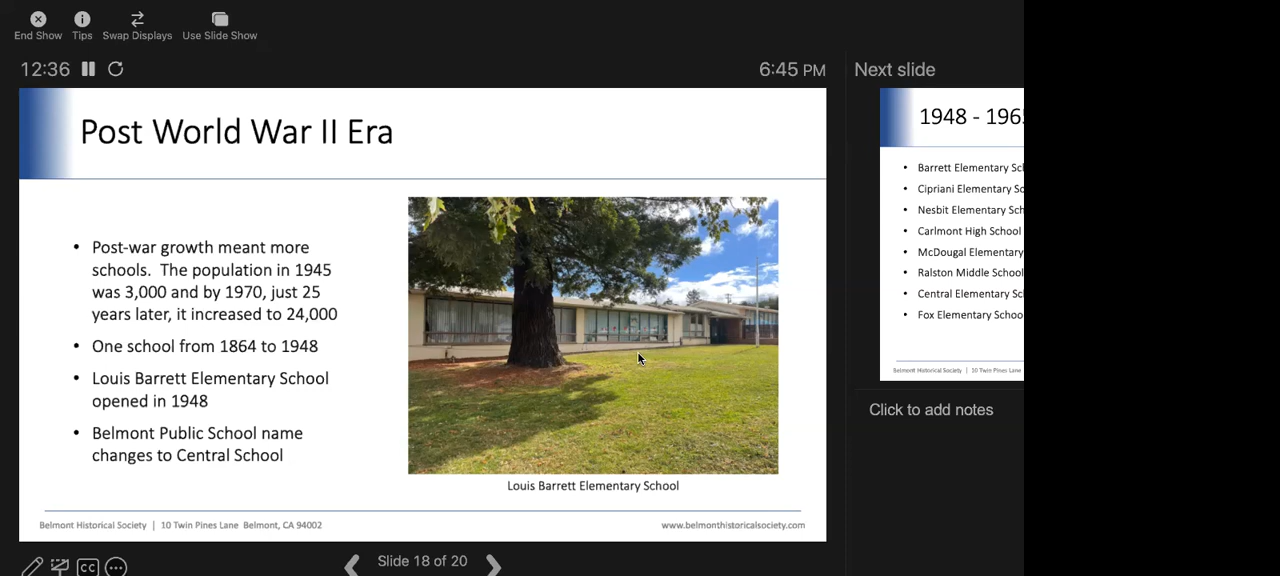 End Show
Tips
Swap Displays
Use Slide Show
12:36
6:45 PM
Next slide
Post World War II Era
• Post-war growth meant more
schools. The population in 1945
was 3,000 and by 1970, just 25
years later, it increased to 24,000
• One school from 1864 to 1948
• Louis Barrett Elementary School
opened in 1948
• Belmont Public School name
changes to Central School
Louis Barrett Elementary School
Belmont Historical Society | 10 Twin Pines Lane Belmont, CA 94002
www.belmonthistoricalsociety.com
1948 - 196
• Barrett Elementary
• Cipriani Elementary
• Nesbit Elementary
• Carlmont High School
• McDougal Elementary
• Ralston Middle School
• Central Elementary
• Fox Elementary
Belmont Historical Society | 10 Twin Pines Lane
Click to add notes
CC
Slide 18 of 20